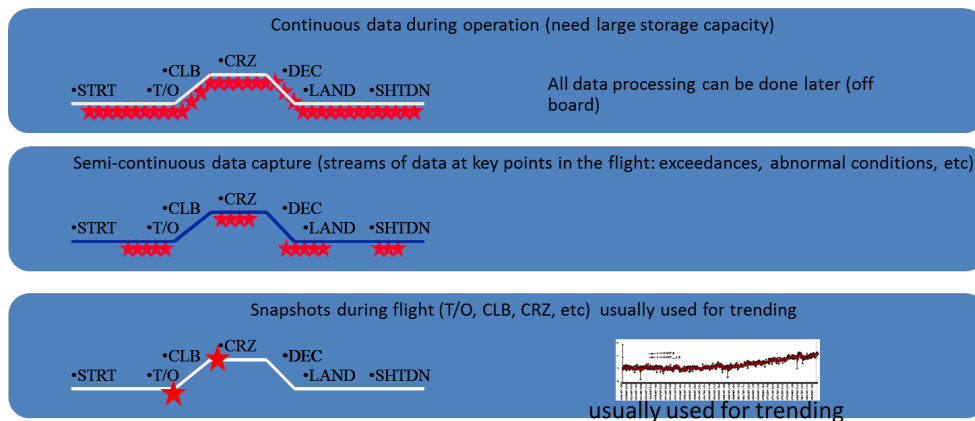 Continuous data during operation (need large storage capacity)
•CRZ
•CLB •DEC
•STRT •T/O •LAND •SHTDN
All data processing can be done later (off
board)
Semi-continuous data capture (streams of data at key points in the flight: exceedances, abnormal conditions, etc)
•CRZ
•CLB •DEC
•STRT •T/O •LAND •SHTDN
Snapshots during flight (T/O, CLB, CRZ, etc) usually used for trending
•CRZ
•CLB •DEC
•STRT •T/O •LAND •SHTDN
usually used for trending